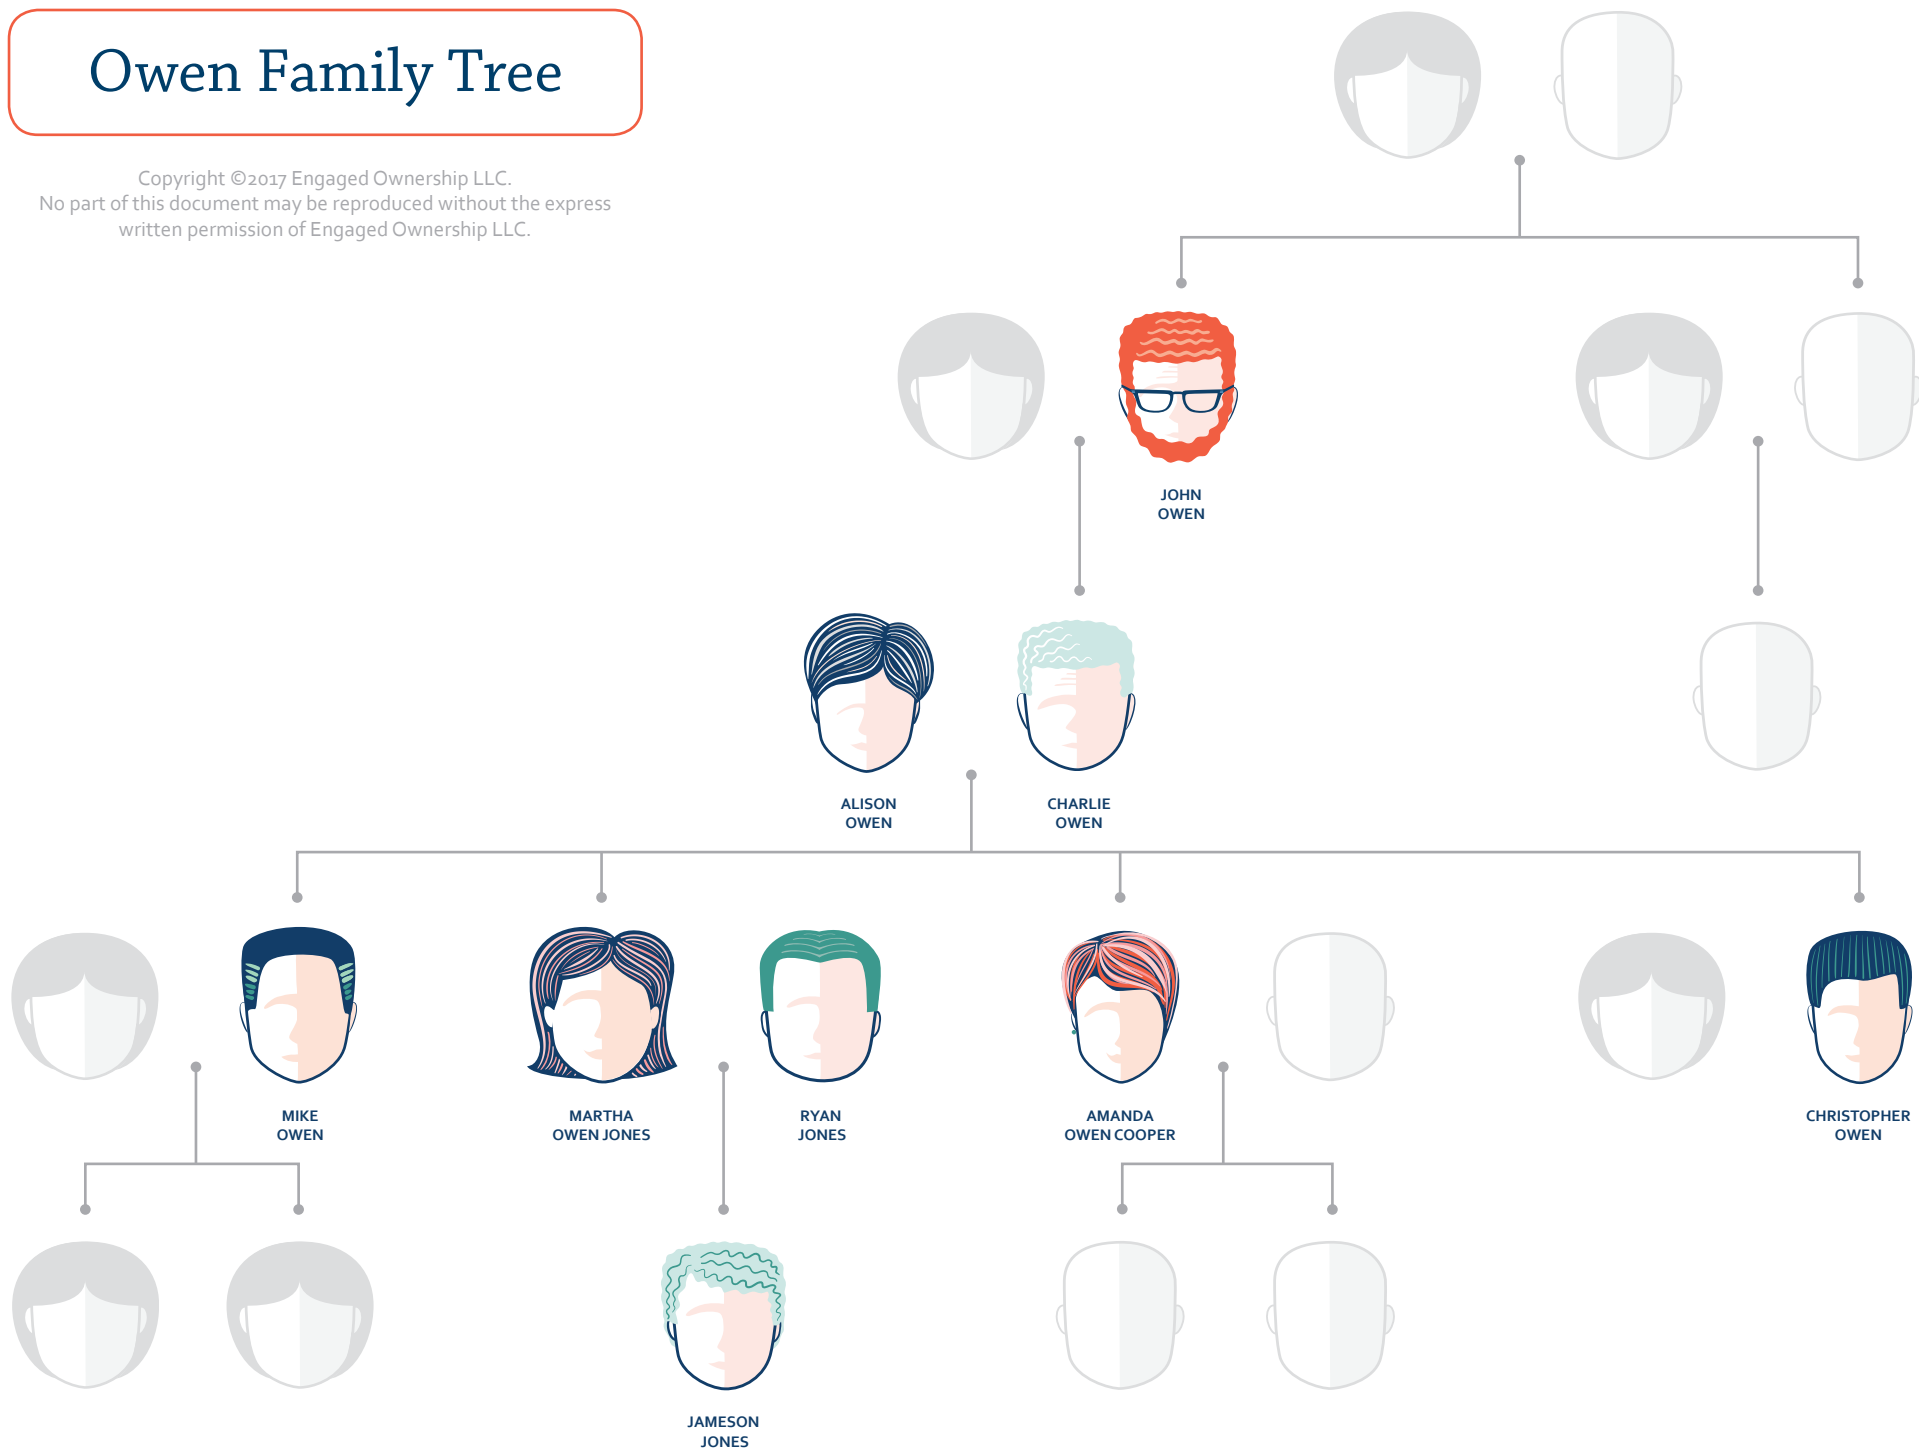 Owen Family Tree
Copyright ©2017 Engaged Ownership LLC.
No part of this document may be reproduced without the express
written permission of Engaged Ownership LLC.
JOHN
OWEN
ALISON
OWEN
CHARLIE
OWEN
MIKE
OWEN
MARTHA
OWEN JONES
RYAN
JONES
AMANDA
OWEN COOPER
CHRISTOPHER
OWEN
JAMESON
JONES